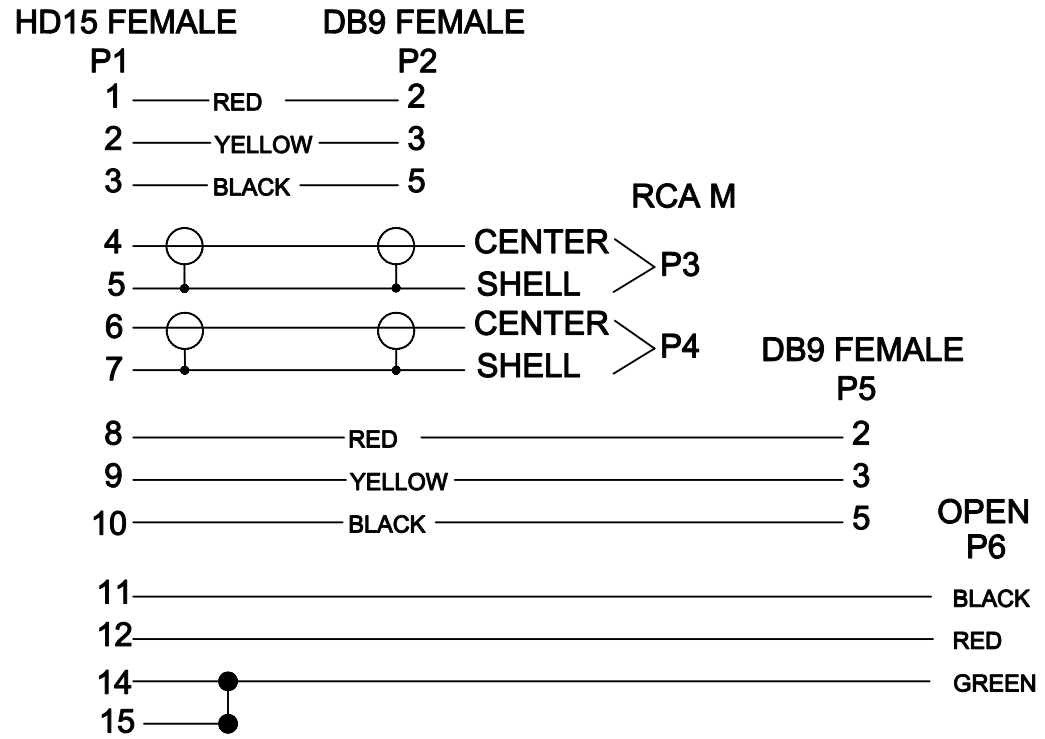 HD15 FEMALE DB9 FEMALE
P1 P2
1 RED 2
2 YELLOW 3
3 BLACK 5
RCA M
4 CENTER
P3
5 SHELL
6 CENTER
P4
7 SHELL
DB9 FEMALE
P5
8 RED 2
9 YELLOW 3
10 BLACK 5
OPEN
P6
11 BLACK
12 RED
14 GREEN
15